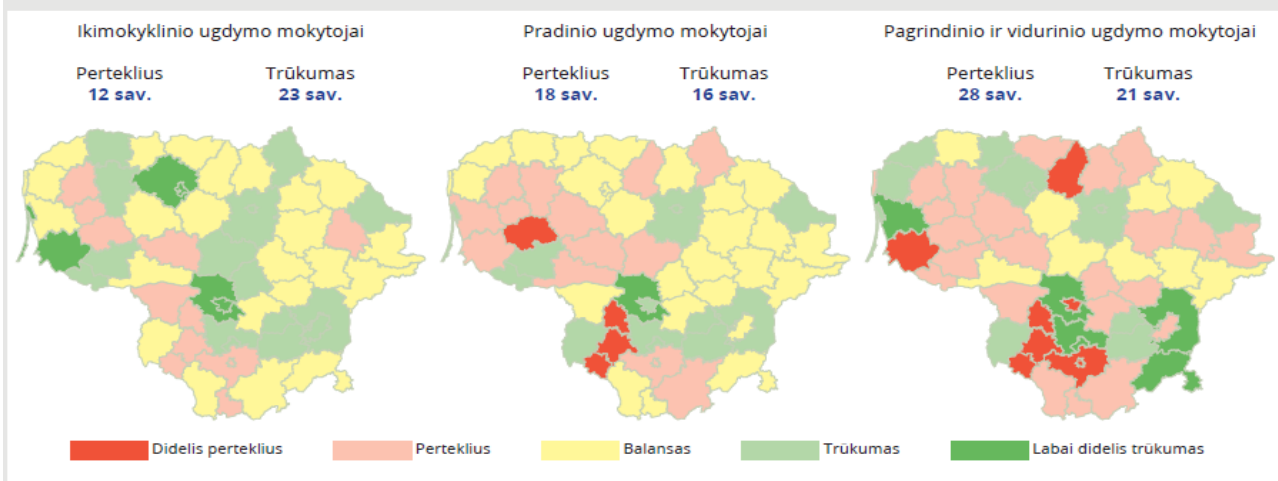 Ikimokyklinio ugdymo mokytojai
Perteklius Trūkumas
12 sav. 23 sav.
Pradinio ugdymo mokytojai
Perteklius Trūkumas
18 sav. 16 sav.
Pagrindinio ir vidurinio ugdymo mokytojai
Perteklius Trūkumas
28 sav. 21 sav.
Didelis perteklius Perteklius Balansas Trūkumas Labai didelis trūkumas